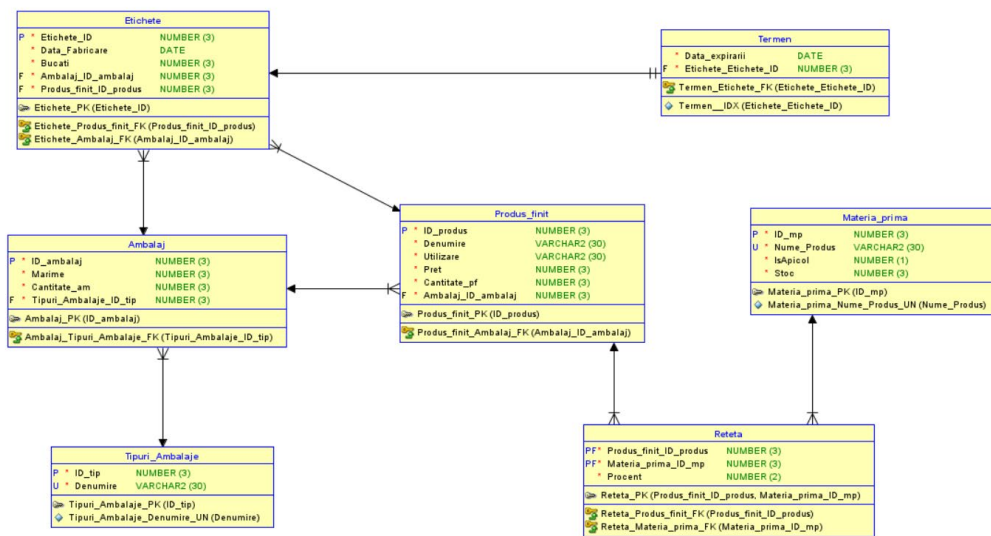 Etichete
P * Etichete_ID NUMBER (3)
* Data_Fabricare DATE
* Bucati NUMBER (3)
F * Ambalaj_ID_ambalaj NUMBER (3)
F * Produs_finit_ID_produs NUMBER (3)
Etichete_PK (Etichete_ID)
Etichete_Produs_finit_FK (Produs_finit_ID_produs)
Etichete_Ambalaj_FK (Ambalaj_ID_ambalaj)
Termen
* Data_expirarii DATE
F * Etichete_Etichete_ID NUMBER (3)
Termen_Etichete_FK (Etichete_Etichete_ID)
Termen__IDX (Etichete_Etichete_ID)
Ambalaj
P * ID_ambalaj NUMBER (3)
* Marime NUMBER (3)
* Cantitate_am NUMBER (3)
F * Tipuri_Ambalaje_ID_tip NUMBER (3)
Ambalaj_PK (ID_ambalaj)
Ambalaj_Tipuri_Ambalaje_FK (Tipuri_Ambalaje_ID_tip)
Produs_finit
P * ID_produs NUMBER (3)
* Denumire VARCHAR2 (30)
* Utilizare VARCHAR2 (30)
* Pret NUMBER (3)
* Cantitate_pf NUMBER (3)
F * Ambalaj_ID_ambalaj NUMBER (3)
Produs_finit_PK (ID_produs)
Produs_finit_Ambalaj_FK (Ambalaj_ID_ambalaj)
Materia_prima
P * ID_mp NUMBER (3)
U * Nume_Produs VARCHAR2 (30)
* IsApicol NUMBER (1)
* Stoc NUMBER (3)
Materia_prima_PK (ID_mp)
Materia_prima_Nume_Produs_UN (Nume_Produs)
Tipuri_Ambalaje
P * ID_tip NUMBER (3)
U * Denumire VARCHAR2 (30)
Tipuri_Ambalaje_PK (ID_tip)
Tipuri_Ambalaje_Denumire_UN (Denumire)
Reteta
PF* Produs_finit_ID_produs NUMBER (3)
PF* Materia_prima_ID_mp NUMBER (3)
* Procent NUMBER (2)
Reteta_PK (Produs_finit_ID_produs, Materia_prima_ID_mp)
Reteta_Produs_finit_FK (Produs_finit_ID_produs)
Reteta_Materia_prima_FK (Materia_prima_ID_mp)